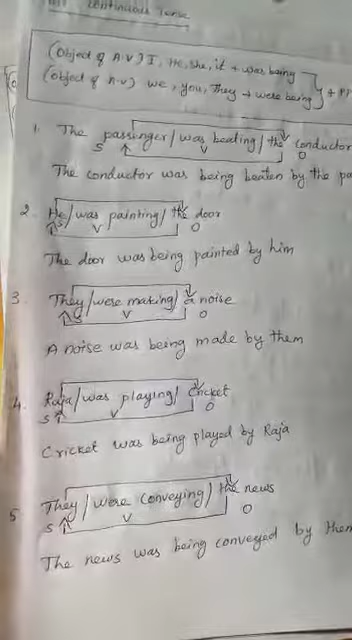 Continuous Tense
(Object of A.V) I, He, she, it + was being
(Object of A.V) we, you, they → were being } + PP
1. The passenger / was beating / the conductor
S V O
The conductor was being beaten by the
2. He / was painting / the door
S V O
The door was being painted by him
3. They / were making / a noise
S V O
A noise was being made by them
4. Raja / was playing / cricket
S V O
Cricket was being played by Raja
5 They / were conveying / the news
S V O
The news was being conveyed by them